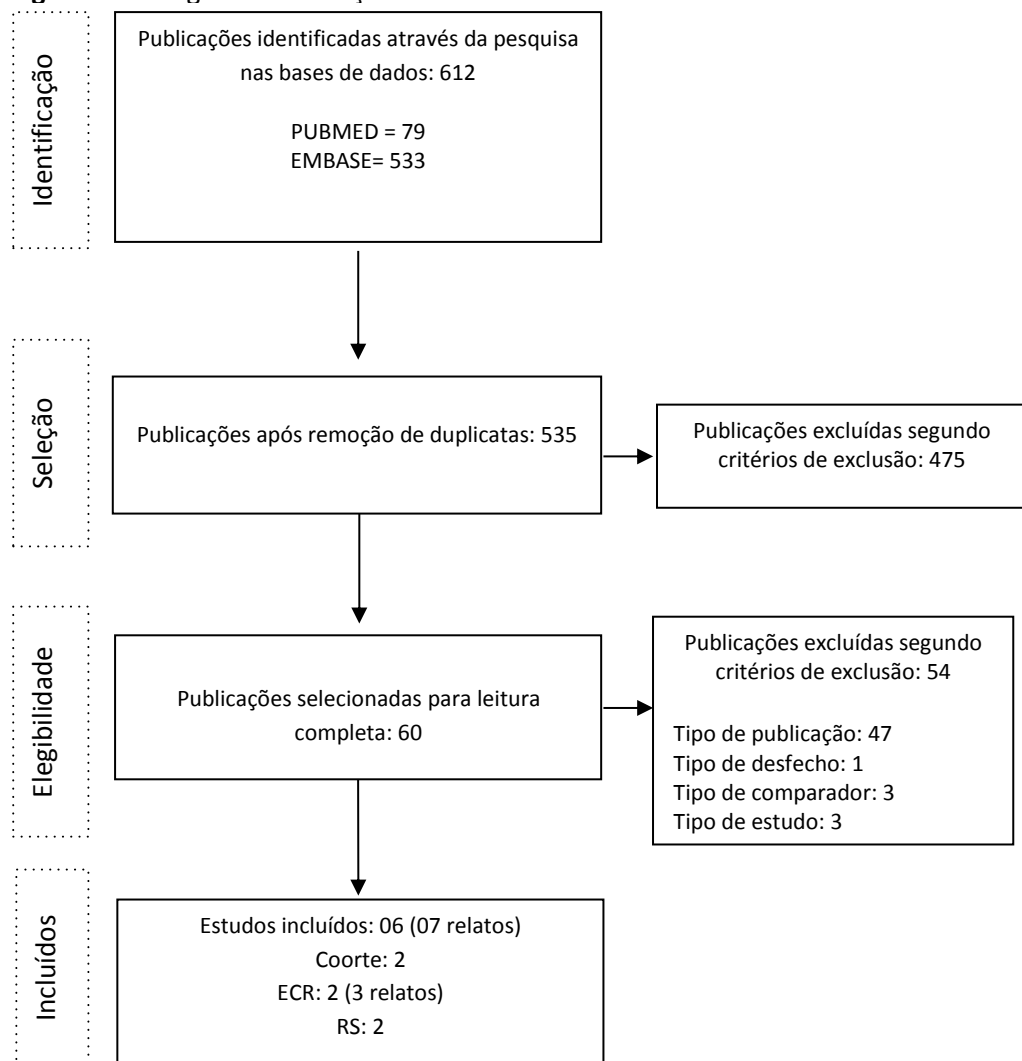 Identificação
Publicações identificadas através da pesquisa
nas bases de dados: 612
PUBMED = 79
EMBASE= 533
Seleção
Publicações após remoção de duplicatas: 535
Publicações excluídas segundo
critérios de exclusão: 475
Elegibilidade
Publicações selecionadas para leitura
completa: 60
Publicações excluídas segundo
critérios de exclusão: 54
Tipo de publicação: 47
Tipo de desfecho: 1
Tipo de comparador: 3
Tipo de estudo: 3
Incluídos
Estudos incluídos: 06 (07 relatos)
Coorte: 2
ECR: 2 (3 relatos)
RS: 2